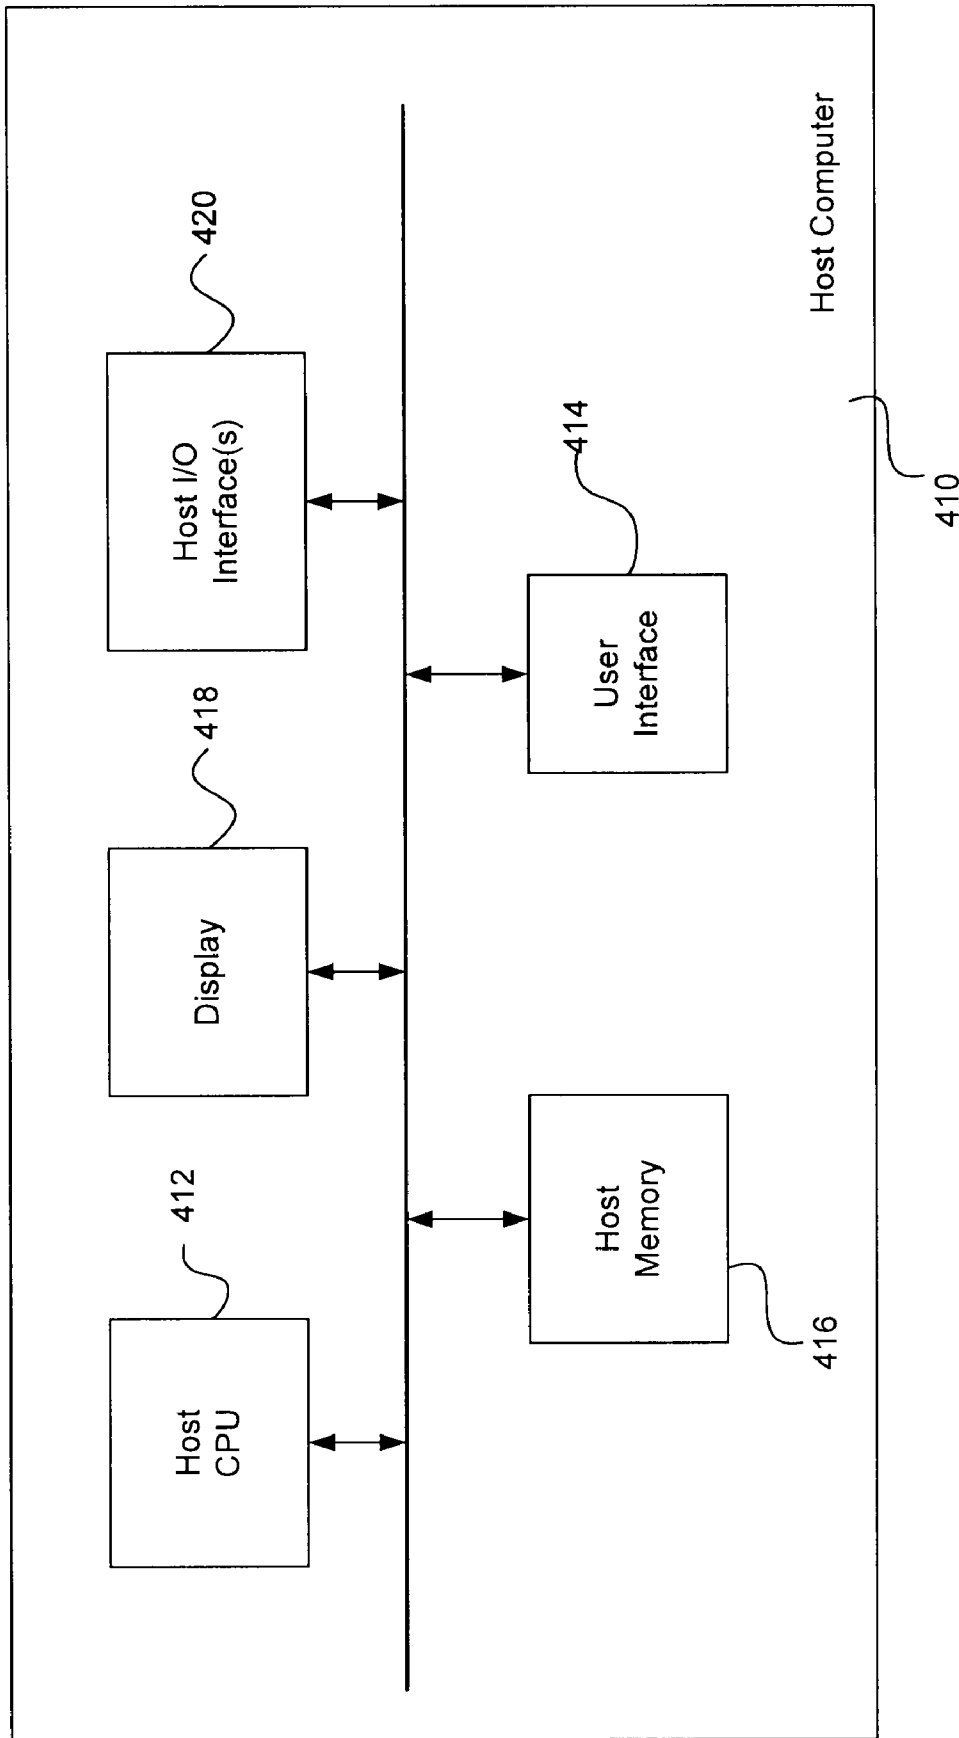 412
418
420
Host
CPU
Display
Host I/O
Interface(s)
Host
Memory
User
Interface
416
414
Host Computer
410